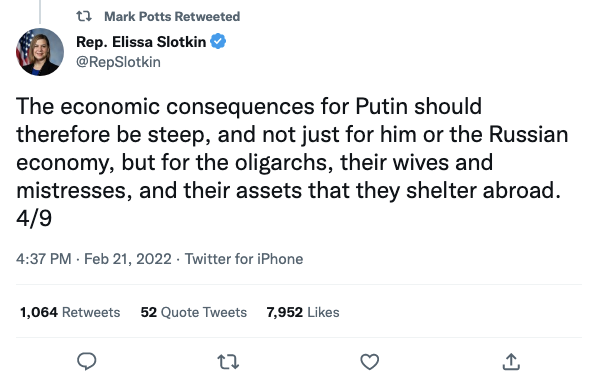 Mark Potts Retweeted
Rep. Elissa Slotkin
@RepSlotkin
The economic consequences for Putin should
therefore be steep, and not just for him or the Russian
economy, but for the oligarchs, their wives and
mistresses, and their assets that they shelter abroad.
4/9
4:37 PM · Feb 21, 2022 · Twitter for iPhone
1,064 Retweets 52 Quote Tweets 7,952 Likes